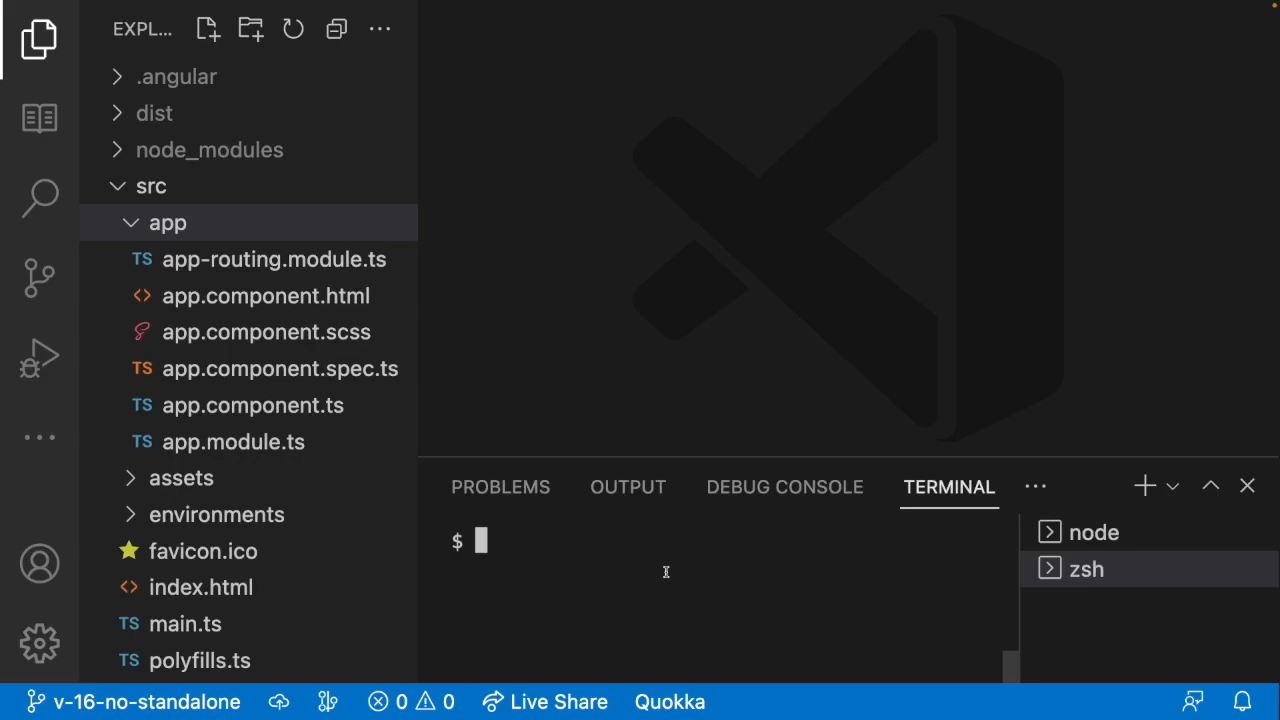 EXPL...
.angular
dist
node_modules
src
app
TS app-routing.module.ts
<> app.component.html
app.component.scss
TS app.component.spec.ts
TS app.component.ts
TS app.module.ts
assets
environments
favicon.ico
<> index.html
TS main.ts
TS polyfills.ts
PROBLEMS OUTPUT DEBUG CONSOLE TERMINAL
$
node
zsh
v-16-no-standalone 0 0 Live Share Quokka